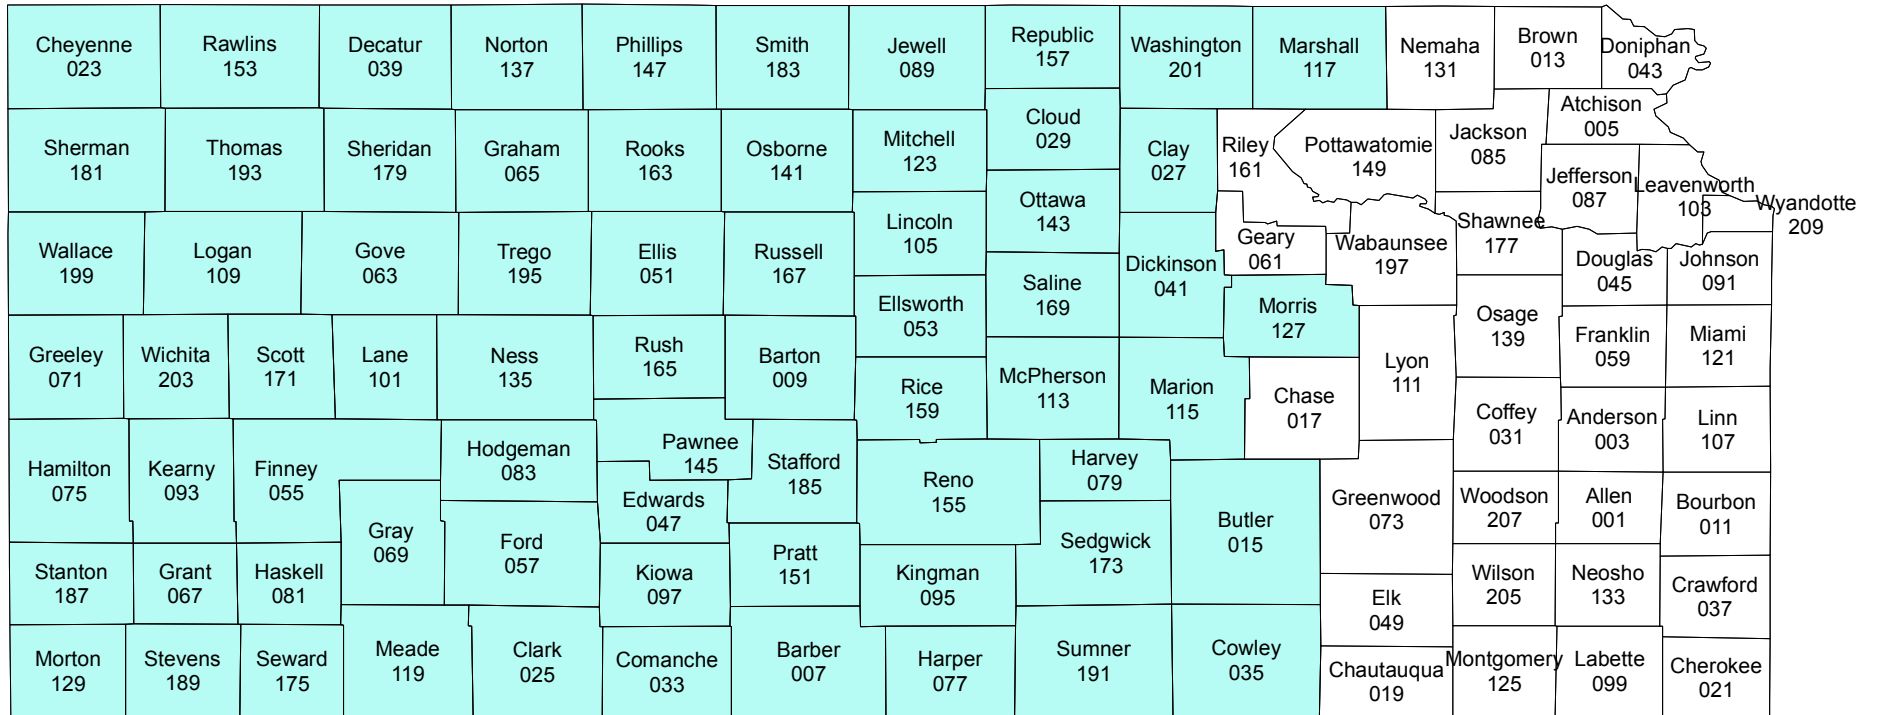 Cheyenne
023
Rawlins
153
Decatur
039
Norton
137
Phillips
147
Smith
183
Jewell
089
Republic
157
Washington
201
Marshall
117
Nemaha
131
Brown
013
Doniphan
043
Sherman
181
Thomas
193
Sheridan
179
Graham
065
Rooks
163
Osborne
141
Mitchell
123
Cloud
029
Clay
027
Riley
161
Pottawatomie
149
Jackson
085
Atchison
005
Jefferson
087
Leavenworth
103
Wyandotte
209
Wallace
199
Logan
109
Gove
063
Trego
195
Ellis
051
Russell
167
Lincoln
105
Ottawa
143
Dickinson
041
Geary
061
Wabaunsee
197
Shawnee
177
Douglas
045
Johnson
091
Ellsworth
053
Saline
169
Morris
127
Osage
139
Franklin
059
Miami
121
Greeley
071
Wichita
203
Scott
171
Lane
101
Ness
135
Rush
165
Barton
009
Rice
159
McPherson
113
Marion
115
Chase
017
Lyon
111
Coffey
031
Anderson
003
Linn
107
Hamilton
075
Kearny
093
Finney
055
Hodgeman
083
Pawnee
145
Stafford
185
Reno
155
Harvey
079
Edwards
047
Gray
069
Ford
057
Butler
015
Greenwood
073
Woodson
207
Allen
001
Bourbon
011
Stanton
187
Grant
067
Haskell
081
Kiowa
097
Pratt
151
Kingman
095
Sedgwick
173
Elk
049
Wilson
205
Neosho
133
Crawford
037
Morton
129
Stevens
189
Seward
175
Meade
119
Clark
025
Comanche
033
Barber
007
Harper
077
Sumner
191
Cowley
035
Chautauqua
019
Montgomery
125
Labette
099
Cherokee
021